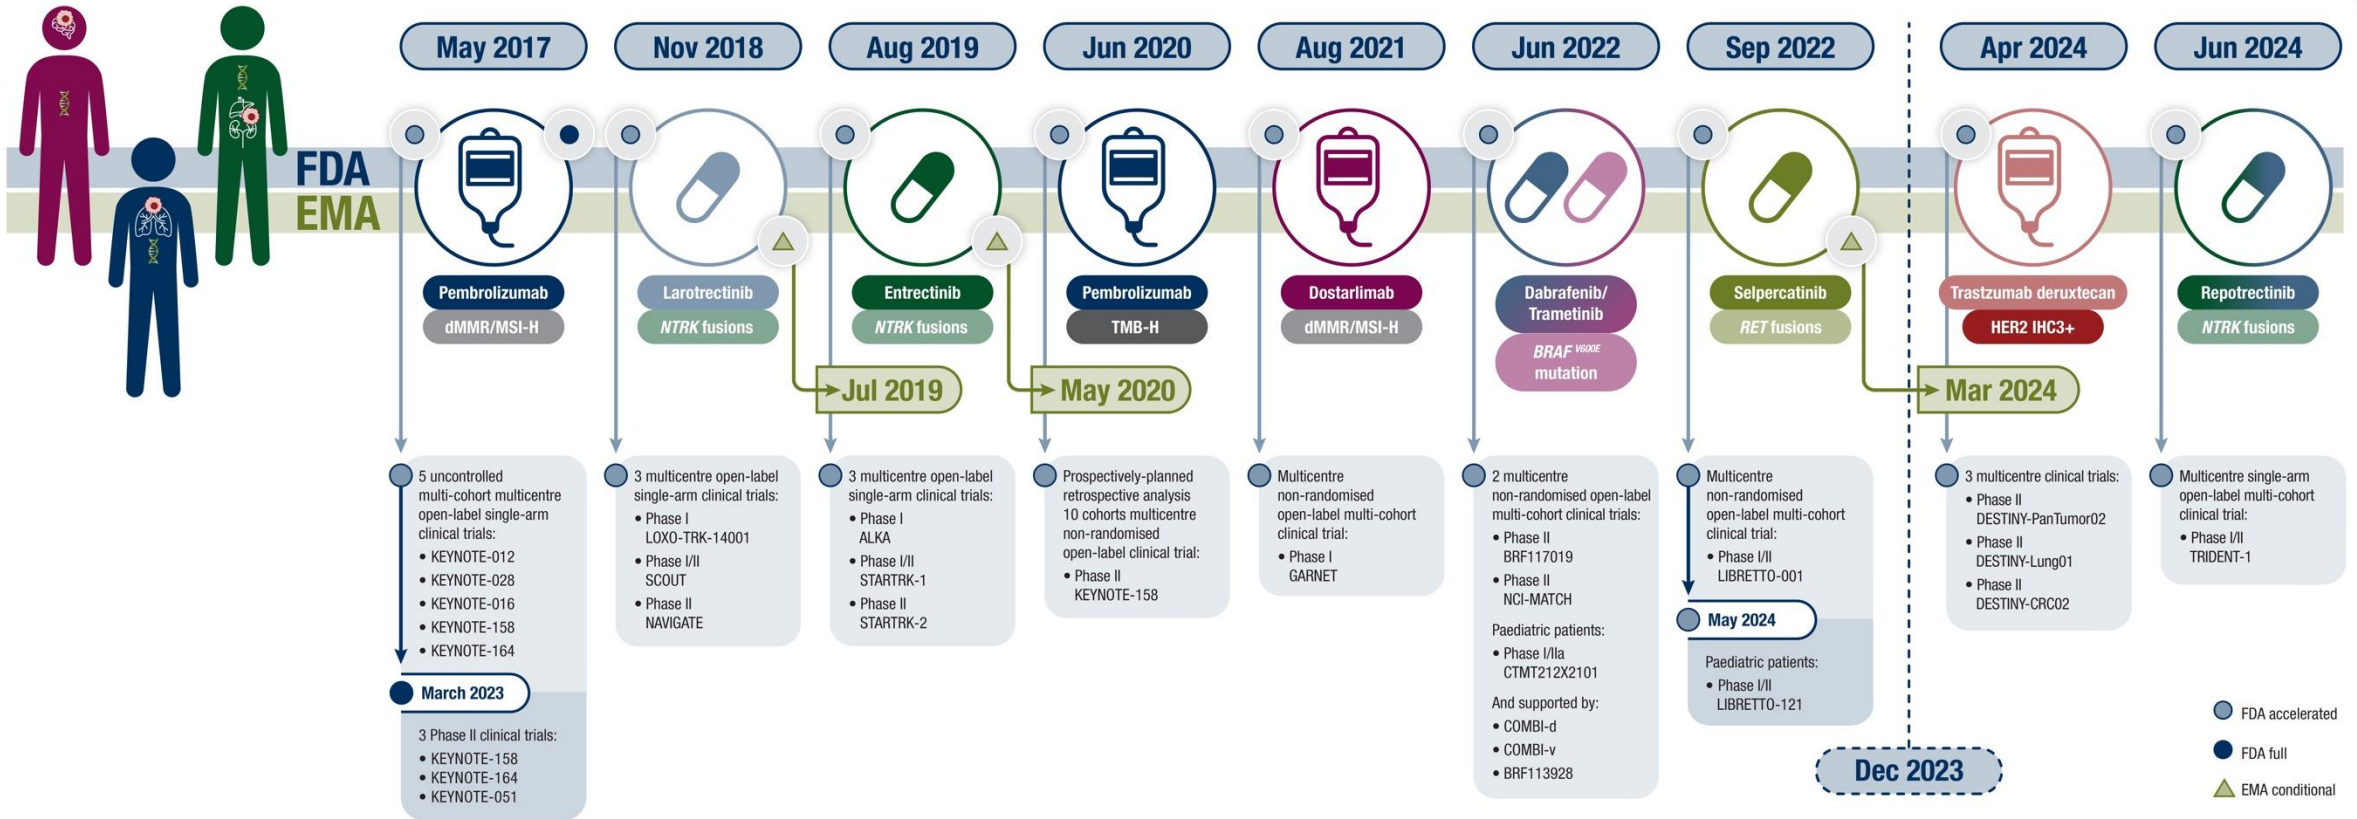 May 2017
Nov 2018
Aug 2019
Jun 2020
Aug 2021
Jun 2022
Sep 2022
Apr 2024
Jun 2024
FDA
EMA
Pembrolizumab
dMMR/MSI-H
Larotrectinib
NTRK fusions
Entrectinib
NTRK fusions
Pembrolizumab
TMB-H
Dostarlimab
dMMR/MSI-H
Dabrafenib/
Trametinib
BRAF V600E
mutation
Selpercatinib
RET fusions
Trastzumab deruxtecan
HER2 IHC3+
Repotrectinib
NTRK fusions
Jul 2019
May 2020
Mar 2024
5 uncontrolled
multi-cohort multicentre
open-label single-arm
clinical trials:
• KEYNOTE-012
• KEYNOTE-028
• KEYNOTE-016
• KEYNOTE-158
• KEYNOTE-164
March 2023
3 Phase II clinical trials:
• KEYNOTE-158
• KEYNOTE-164
• KEYNOTE-051
3 multicentre open-label
single-arm clinical trials:
• Phase I
LOXO-TRK-14001
• Phase I/II
SCOUT
• Phase II
NAVIGATE
3 multicentre open-label
single-arm clinical trials:
• Phase I
ALKA
• Phase I/II
STARTRK-1
• Phase II
STARTRK-2
Prospectively-planned
retrospective analysis
10 cohorts multicentre
non-randomised
open-label clinical trial:
• Phase II
KEYNOTE-158
Multicentre
non-randomised
open-label multi-cohort
clinical trial:
• Phase I
GARNET
2 multicentre
non-randomised open-label
multi-cohort clinical trials:
• Phase II
BRF117019
• Phase II
NCI-MATCH
Paediatric patients:
• Phase I/IIa
CTMT212X2101
And supported by:
• COMBI-d
• COMBI-v
• BRF113928
Multicentre
non-randomised
open-label multi-cohort
clinical trial:
• Phase I/II
LIBRETTO-001
May 2024
Paediatric patients:
• Phase I/II
LIBRETTO-121
3 multicentre clinical trials:
• Phase II
DESTINY-PanTumor02
• Phase II
DESTINY-Lung01
• Phase II
DESTINY-CRC02
Multicentre single-arm
open-label multi-cohort
clinical trial:
• Phase I/II
TRIDENT-1
Dec 2023
FDA accelerated
FDA full
EMA conditional